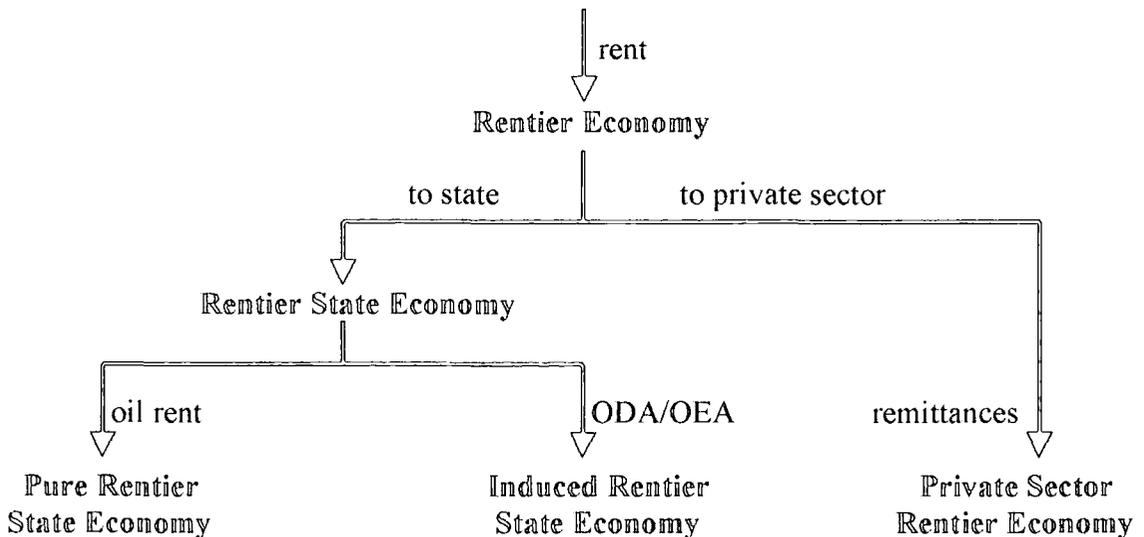 rent
Rentier Economy
to state
to private sector
Rentier State Economy
oil rent
ODA/OEA
remittances
Pure Rentier
State Economy
Induced Rentier
State Economy
Private Sector
Rentier Economy